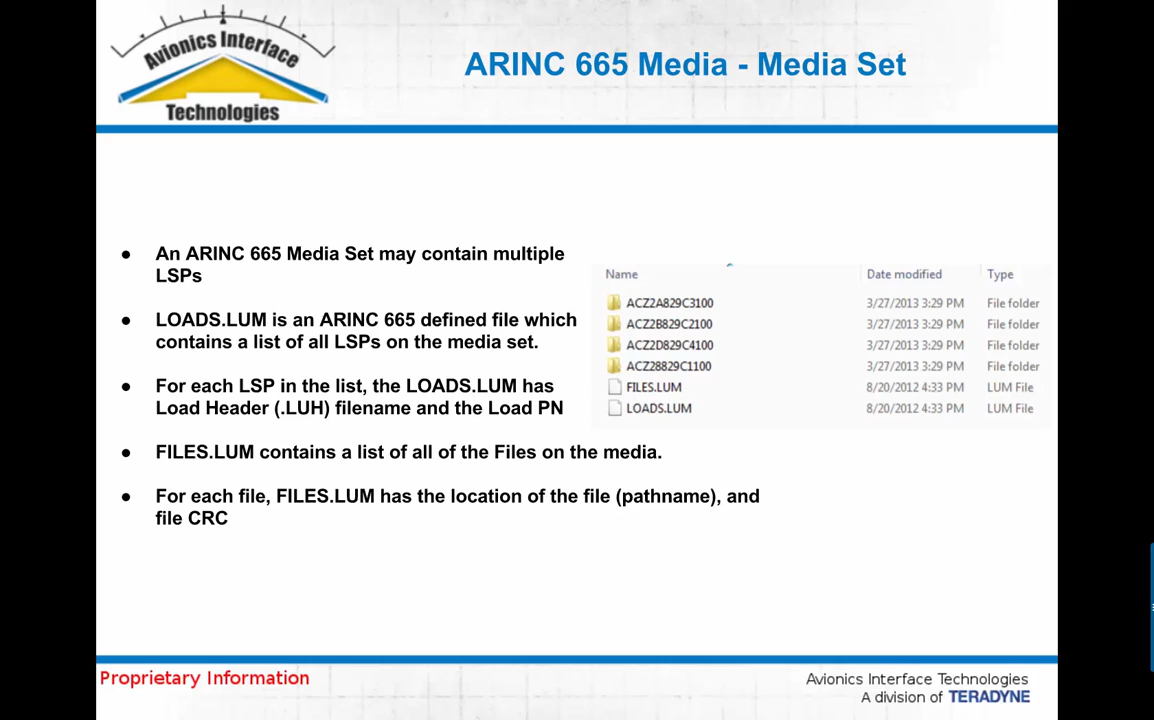 Avionics Interface
Technologies
ARINC 665 Media - Media Set
● An ARINC 665 Media Set may contain multiple
LSPs
● LOADS.LUM is an ARINC 665 defined file which
contains a list of all LSPs on the media set.
● For each LSP in the list, the LOADS.LUM has
Load Header (.LUH) filename and the Load PN
● FILES.LUM contains a list of all of the Files on the media.
● For each file, FILES.LUM has the location of the file (pathname), and
file CRC
Name Date modified Type
ACZ2A829C3100 3/27/2013 3:29 PM File folder
ACZ2B829C2100 3/27/2013 3:29 PM File folder
ACZ2D829C4100 3/27/2013 3:29 PM File folder
ACZ28829C1100 3/27/2013 3:29 PM File folder
FILES.LUM 8/20/2012 4:33 PM LUM File
LOADS.LUM 8/20/2012 4:33 PM LUM File
Proprietary Information
Avionics Interface Technologies
A division of TERADYNE